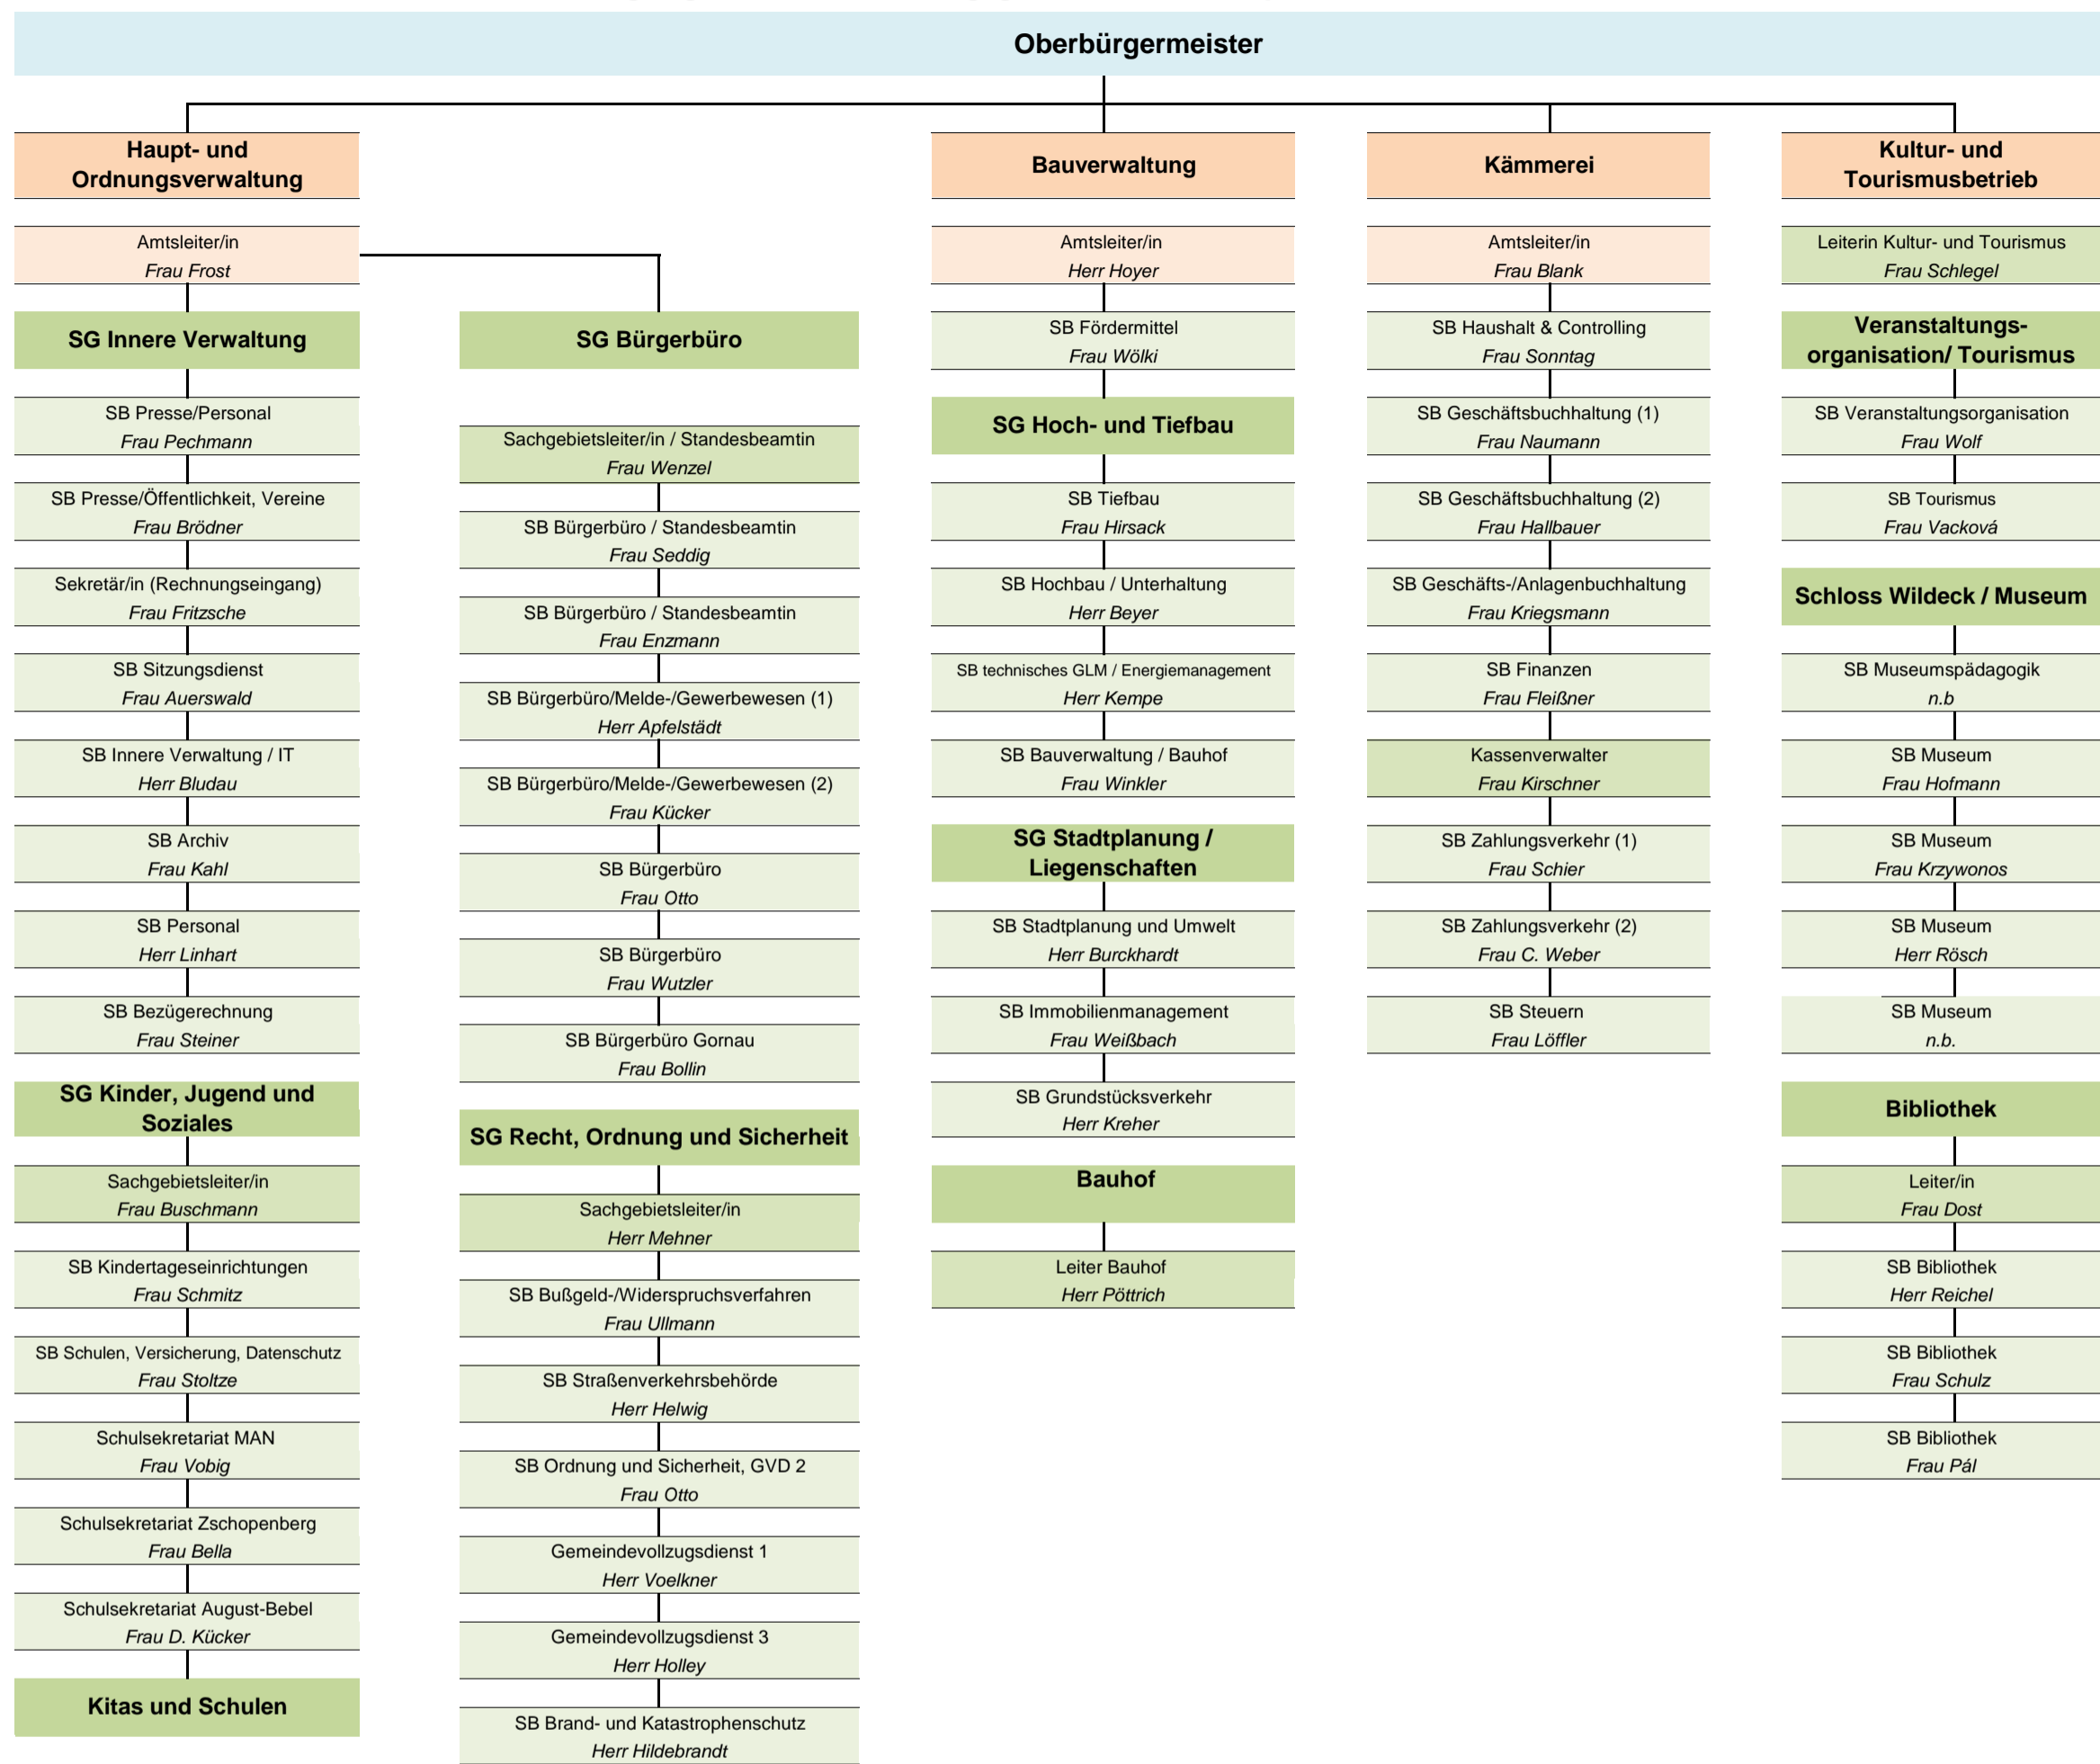 Oberbürgermeister
Haupt- und
Ordnungsverwaltung
Amtsleiter/in
Frau Frost
SG Innere Verwaltung
SB Presse/Personal
Frau Pechmann
SB Presse/Öffentlichkeit, Vereine
Frau Brödner
Sekretär/in (Rechnungseingang)
Frau Fritzsche
SB Sitzungsdienst
Frau Auerswald
SB Innere Verwaltung / IT
Herr Bludau
SB Archiv
Frau Kahl
SB Personal
Herr Linhart
SB Bezügerechnung
Frau Steiner
SG Kinder, Jugend und
Soziales
Sachgebietsleiter/in
Frau Buschmann
SB Kindertageseinrichtungen
Frau Schmitz
SB Schulen, Versicherung, Datenschutz
Frau Stoltze
Schulsekretariat MAN
Frau Vobig
Schulsekretariat Zschopenberg
Frau Bella
Schulsekretariat August-Bebel
Frau D. Kücker
Kitas und Schulen
SG Bürgerbüro
Sachgebietsleiter/in / Standesbeamtin
Frau Wenzel
SB Bürgerbüro / Standesbeamtin
Frau Seddig
SB Bürgerbüro / Standesbeamtin
Frau Enzmann
SB Bürgerbüro/Melde-/Gewerbewesen (1)
Herr Apfelstädt
SB Bürgerbüro/Melde-/Gewerbewesen (2)
Frau Kücker
SB Bürgerbüro
Frau Otto
SB Bürgerbüro
Frau Wutzler
SB Bürgerbüro Gornau
Frau Bollin
SG Recht, Ordnung und Sicherheit
Sachgebietsleiter/in
Herr Mehner
SB Bußgeld-/Widerspruchsverfahren
Frau Ullmann
SB Straßenverkehrsbehörde
Herr Helwig
SB Ordnung und Sicherheit, GVD 2
Frau Otto
Gemeindevollzugsdienst 1
Herr Voelkner
Gemeindevollzugsdienst 3
Herr Holley
SB Brand- und Katastrophenschutz
Herr Hildebrandt
Bauverwaltung
Amtsleiter/in
Herr Hoyer
SB Fördermittel
Frau Wölki
SG Hoch- und Tiefbau
SB Tiefbau
Frau Hirsack
SB Hochbau / Unterhaltung
Herr Beyer
SB technisches GLM / Energiemanagement
Herr Kempe
SB Bauverwaltung / Bauhof
Frau Winkler
SG Stadtplanung /
Liegenschaften
SB Stadtplanung und Umwelt
Herr Burckhardt
SB Immobilienmanagement
Frau Weißbach
SB Grundstücksverkehr
Herr Kreher
Bauhof
Leiter Bauhof
Herr Pöttrich
Kämmerei
Amtsleiter/in
Frau Blank
SB Haushalt & Controlling
Frau Sonntag
SB Geschäftsbuchhaltung (1)
Frau Naumann
SB Geschäftsbuchhaltung (2)
Frau Hallbauer
SB Geschäfts-/Anlagenbuchhaltung
Frau Kriegsmann
SB Finanzen
Frau Fleißner
Kassenverwalter
Frau Kirschner
SB Zahlungsverkehr (1)
Frau Schier
SB Zahlungsverkehr (2)
Frau C. Weber
SB Steuern
Frau Löffler
Kultur- und
Tourismusbetrieb
Leiterin Kultur- und Tourismus
Frau Schlegel
Veranstaltungs-
organisation/ Tourismus
SB Veranstaltungsorganisation
Frau Wolf
SB Tourismus
Frau Vacková
Schloss Wildeck / Museum
SB Museumspädagogik
n.b
SB Museum
Frau Hofmann
SB Museum
Frau Krzywonos
SB Museum
Herr Rösch
SB Museum
n.b.
Bibliothek
Leiter/in
Frau Dost
SB Bibliothek
Herr Reichel
SB Bibliothek
Frau Schulz
SB Bibliothek
Frau Pál